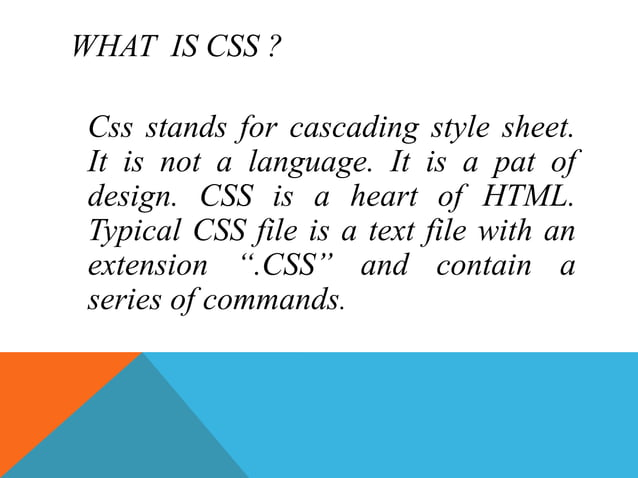 WHAT IS CSS ?
Css stands for cascading style sheet.
It is not a language. It is a pat of
design. CSS is a heart of HTML.
Typical CSS file is a text file with an
extension “.CSS” and contain a
series of commands.